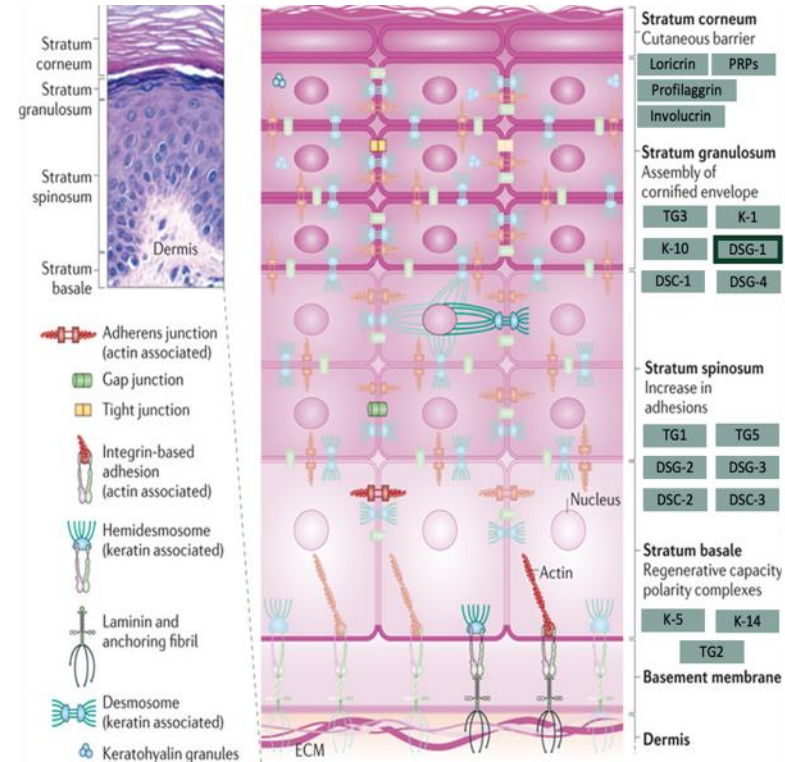 Stratum
corneum
Stratum
granulosum
Stratum
spinosum
Dermis
Stratum
basale
Adherens junction
(actin associated)
Gap junction
Tight junction
Integrin-based
adhesion
(actin associated)
Hemidesmosome
(keratin associated)
Laminin and
anchoring fibril
Desmosome
(keratin associated)
Keratohyalin granules
Nucleus
Actin
ECM
Stratum corneum
Cutaneous barrier
Loricrin PRPs
Profilaggrin
Involucrin
Stratum granulosum
Assembly of
cornified envelope
TG3 K-1
K-10 DSG-1
DSC-1 DSG-4
Stratum spinosum
Increase in
adhesions
TG1 TG5
DSG-2 DSG-3
DSC-2 DSC-3
Stratum basale
Regenerative capacity
polarity complexes
K-5 K-14
TG2
Basement membrane
Dermis